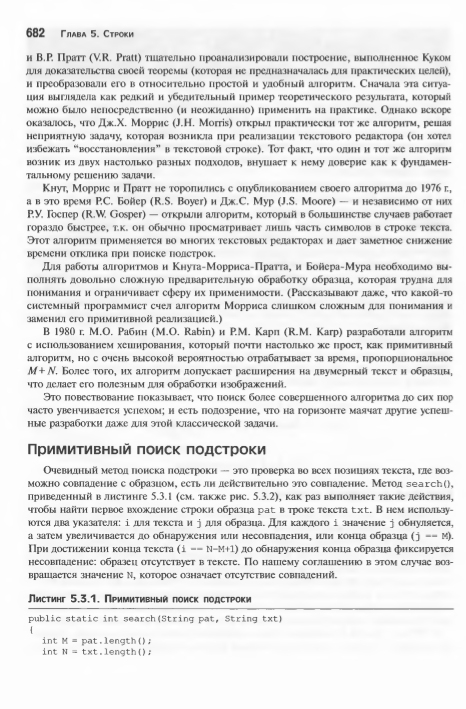 682 Глава 5. Строки
и В.Р. Пратт (V.R. Pratt) тщательно проанализировали построение, выполненное Куком
для доказательства своей теоремы (которая не предназначалась для практических целей),
и преобразовали его в относительно простой и удобный алгоритм. Сначала эта ситуа-
ция выглядела как редкий и убедительный пример теоретического результата, который
можно было непосредственно (и неожиданно) применить на практике. Однако вскоре
оказалось, что Дж.Х. Моррис (J.H. Morris) открыл практически тот же алгоритм, решая
неприятную задачу, которая возникла при реализации текстового редактора (он хотел
избежать “восстановления” в текстовой строке). Тот факт, что один и тот же алгоритм
возник из двух настолько разных подходов, внушает к нему доверие как к фундамен-
тальному решению задачи.
Кнут, Моррис и Пратт не торопились с опубликованием своего алгоритма до 1976 г.,
а в это время Р.С. Бойер (R.S. Boyer) и Дж.С. Мур (J.S. Moore) — и независимо от них
Р.У. Госпер (R.W. Gosper) — открыли алгоритм, который в большинстве случаев работает
гораздо быстрее, т.к. он обычно просматривает лишь часть символов в строке текста.
Этот алгоритм применяется во многих текстовых редакторах и дает заметное снижение
времени отклика при поиске подстрок.
Для работы алгоритмов и Кнута-Морриса-Пратта, и Бойера-Мура необходимо вы-
полнять довольно сложную предварительную обработку образца, которая трудна для
понимания и ограничивает сферу их применимости. (Рассказывают даже, что какой-то
системный программист счел алгоритм Морриса слишком сложным для понимания и
заменил его примитивной реализацией.)
В 1980 г. М.О. Рабин (M.O. Rabin) и Р.М. Карп (R.M. Karp) разработали алгоритм
с использованием хеширования, который почти настолько же прост, как примитивный
алгоритм, но с очень высокой вероятностью отрабатывает за время, пропорциональное
M + N. Более того, их алгоритм допускает расширения на двумерный текст и образцы,
что делает его полезным для обработки изображений.
Это повествование показывает, что поиск более совершенного алгоритма до сих пор
часто увенчивается успехом; и есть подозрение, что на горизонте маячат другие успеш-
ные разработки даже для этой классической задачи.
Примитивный поиск подстроки
Очевидный метод поиска подстроки — это проверка во всех позициях текста, где воз-
можно совпадение с образцом, есть ли действительно это совпадение. Метод search(),
приведенный в листинге 5.3.1 (см. также рис. 5.3.2), как раз выполняет такие действия,
чтобы найти первое вхождение строки образца pat в троке текста txt. В нем использу-
ются два указателя: i для текста и j для образца. Для каждого i значение j обнуляется,
а затем увеличивается до обнаружения или несовпадения, или конца образца (j == M).
При достижении конца текста (i == N-M+1) до обнаружения конца образца фиксируется
несовпадение: образец отсутствует в тексте. По нашему соглашению в этом случае воз-
вращается значение N, которое означает отсутствие совпадений.
Листинг 5.3.1. Примитивный поиск подстроки
public static int search(String pat, String txt)
{
int M = pat.length();
int N = txt.length();